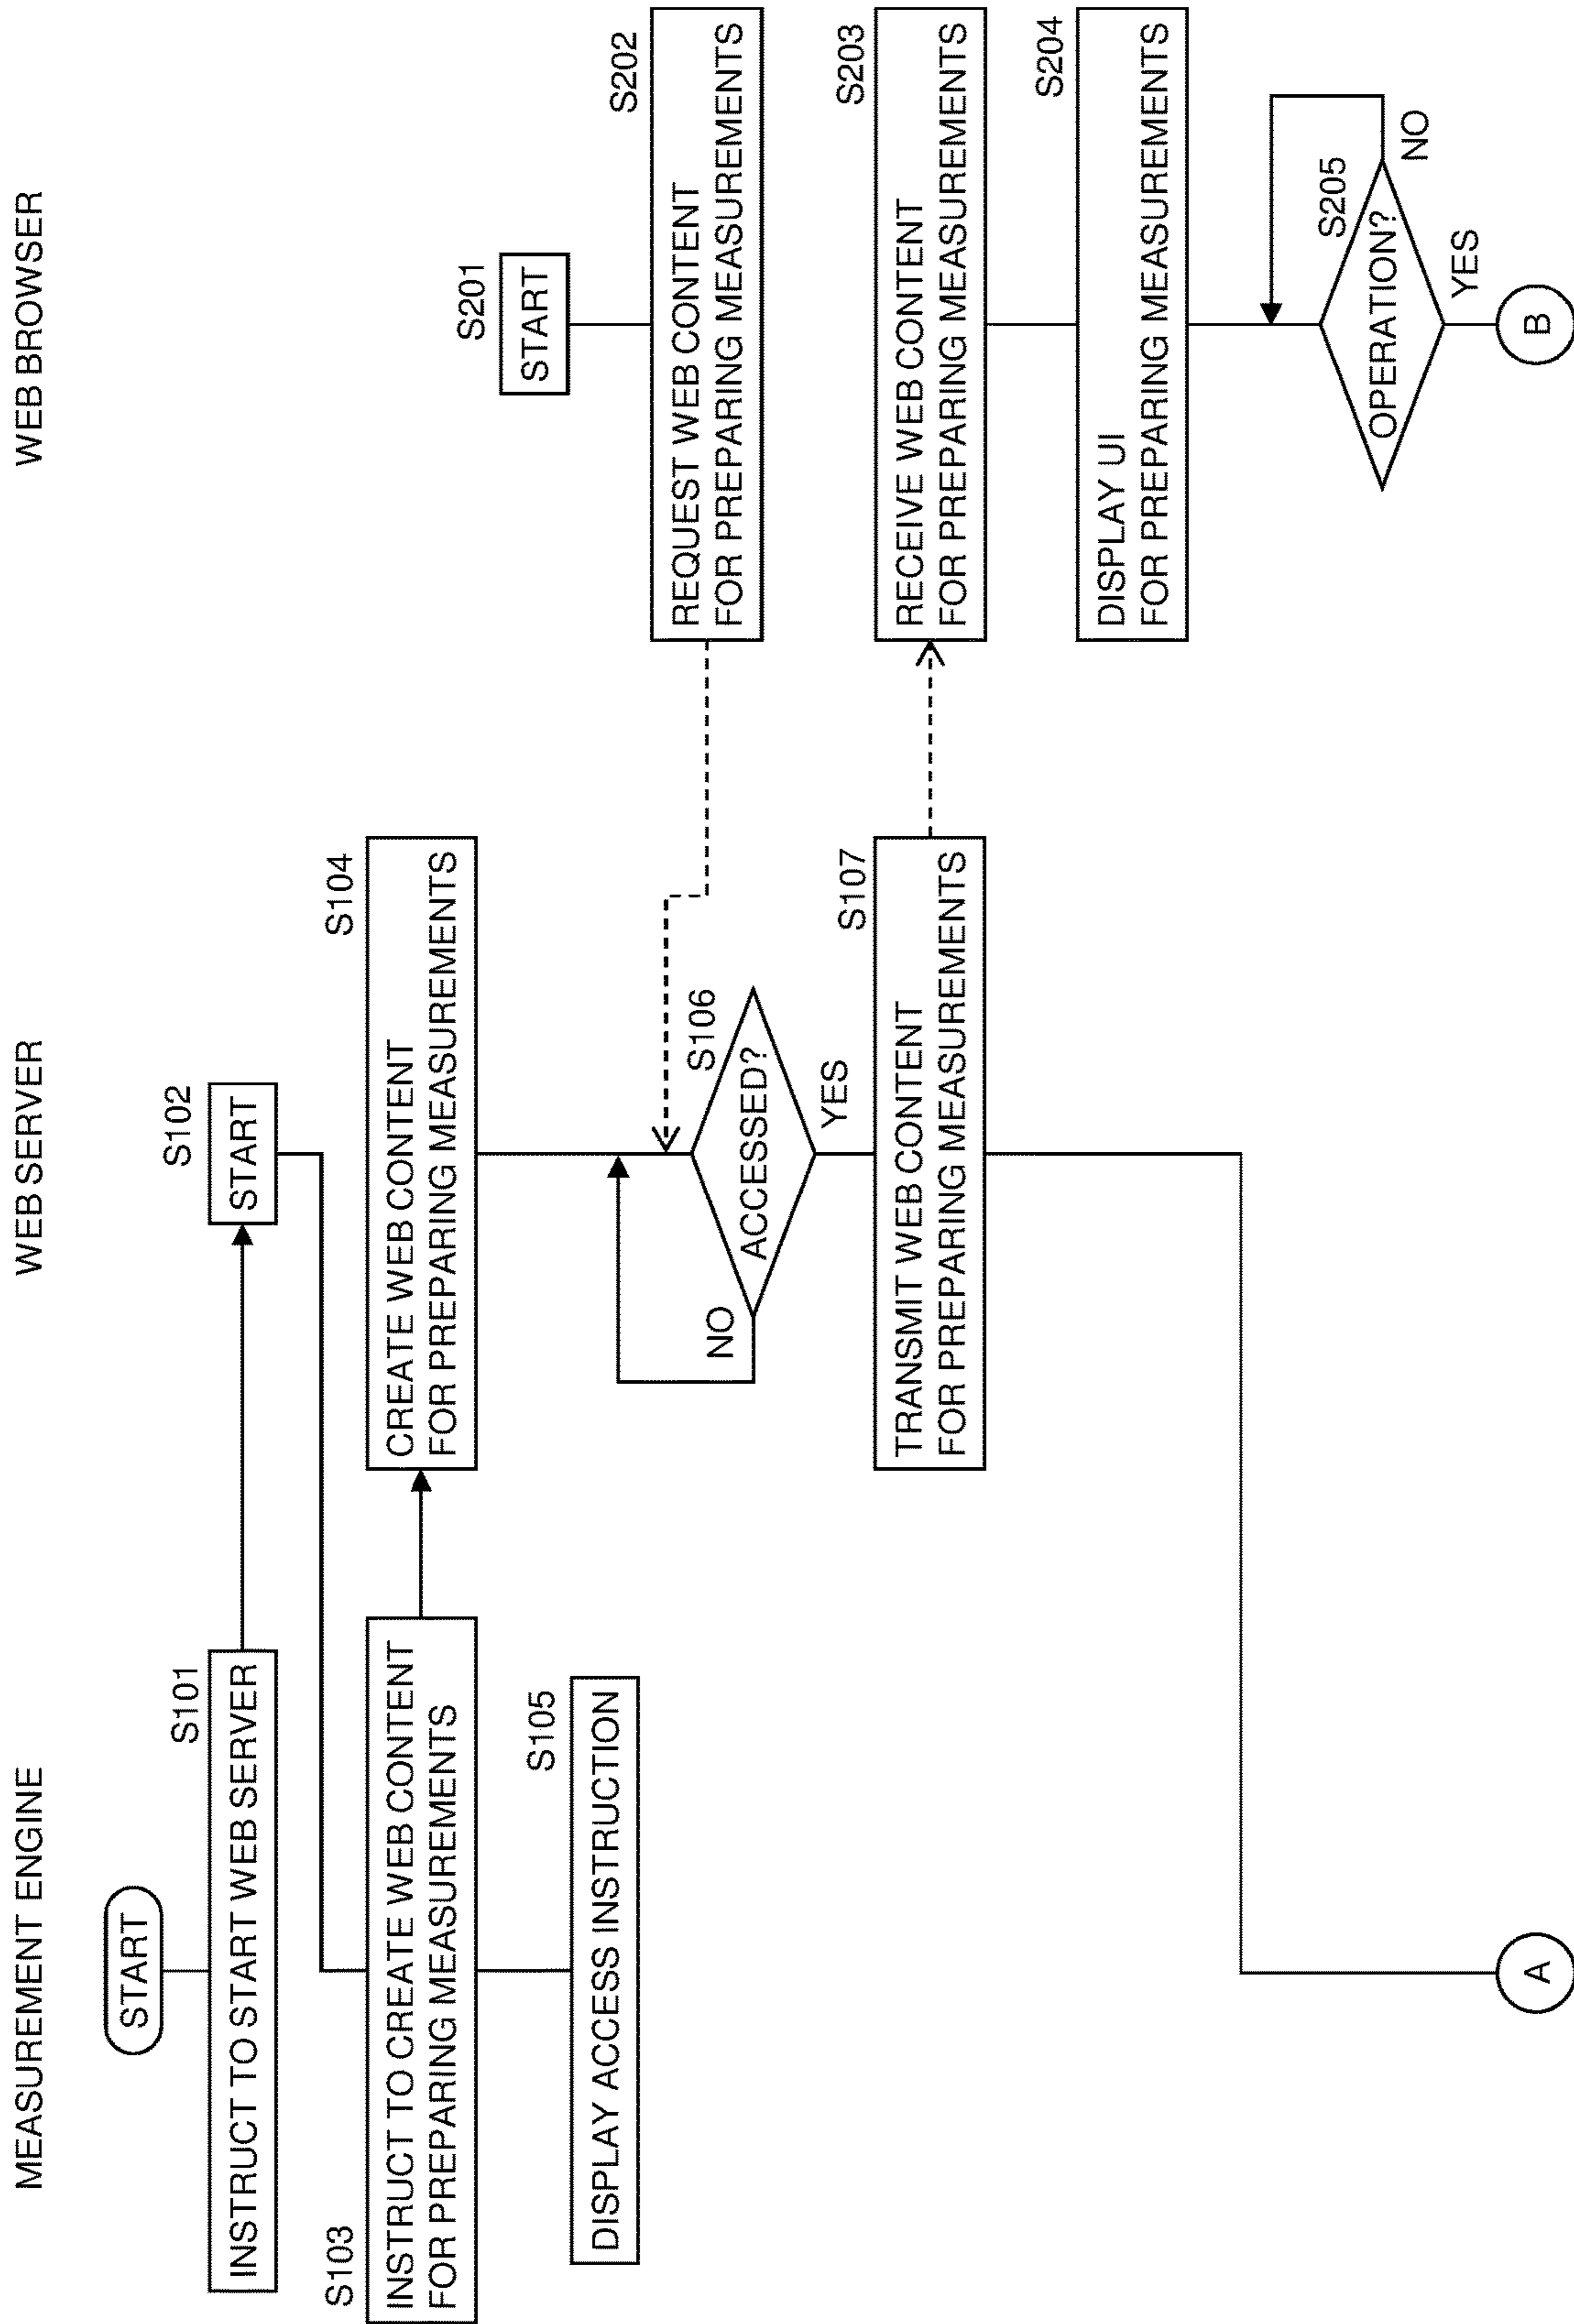 MEASUREMENT ENGINE
WEB SERVER
WEB BROWSER
START
S101
INSTRUCT TO START WEB SERVER
S102
START
S103
INSTRUCT TO CREATE WEB CONTENT
FOR PREPARING MEASUREMENTS
S104
CREATE WEB CONTENT
FOR PREPARING MEASUREMENTS
S105
DISPLAY ACCESS INSTRUCTION
S201
START
S202
REQUEST WEB CONTENT
FOR PREPARING MEASUREMENTS
S106
ACCESSED?
NO
YES
S107
TRANSMIT WEB CONTENT
FOR PREPARING MEASUREMENTS
S203
RECEIVE WEB CONTENT
FOR PREPARING MEASUREMENTS
S204
DISPLAY UI
FOR PREPARING MEASUREMENTS
S205
OPERATION?
NO
YES
A
B